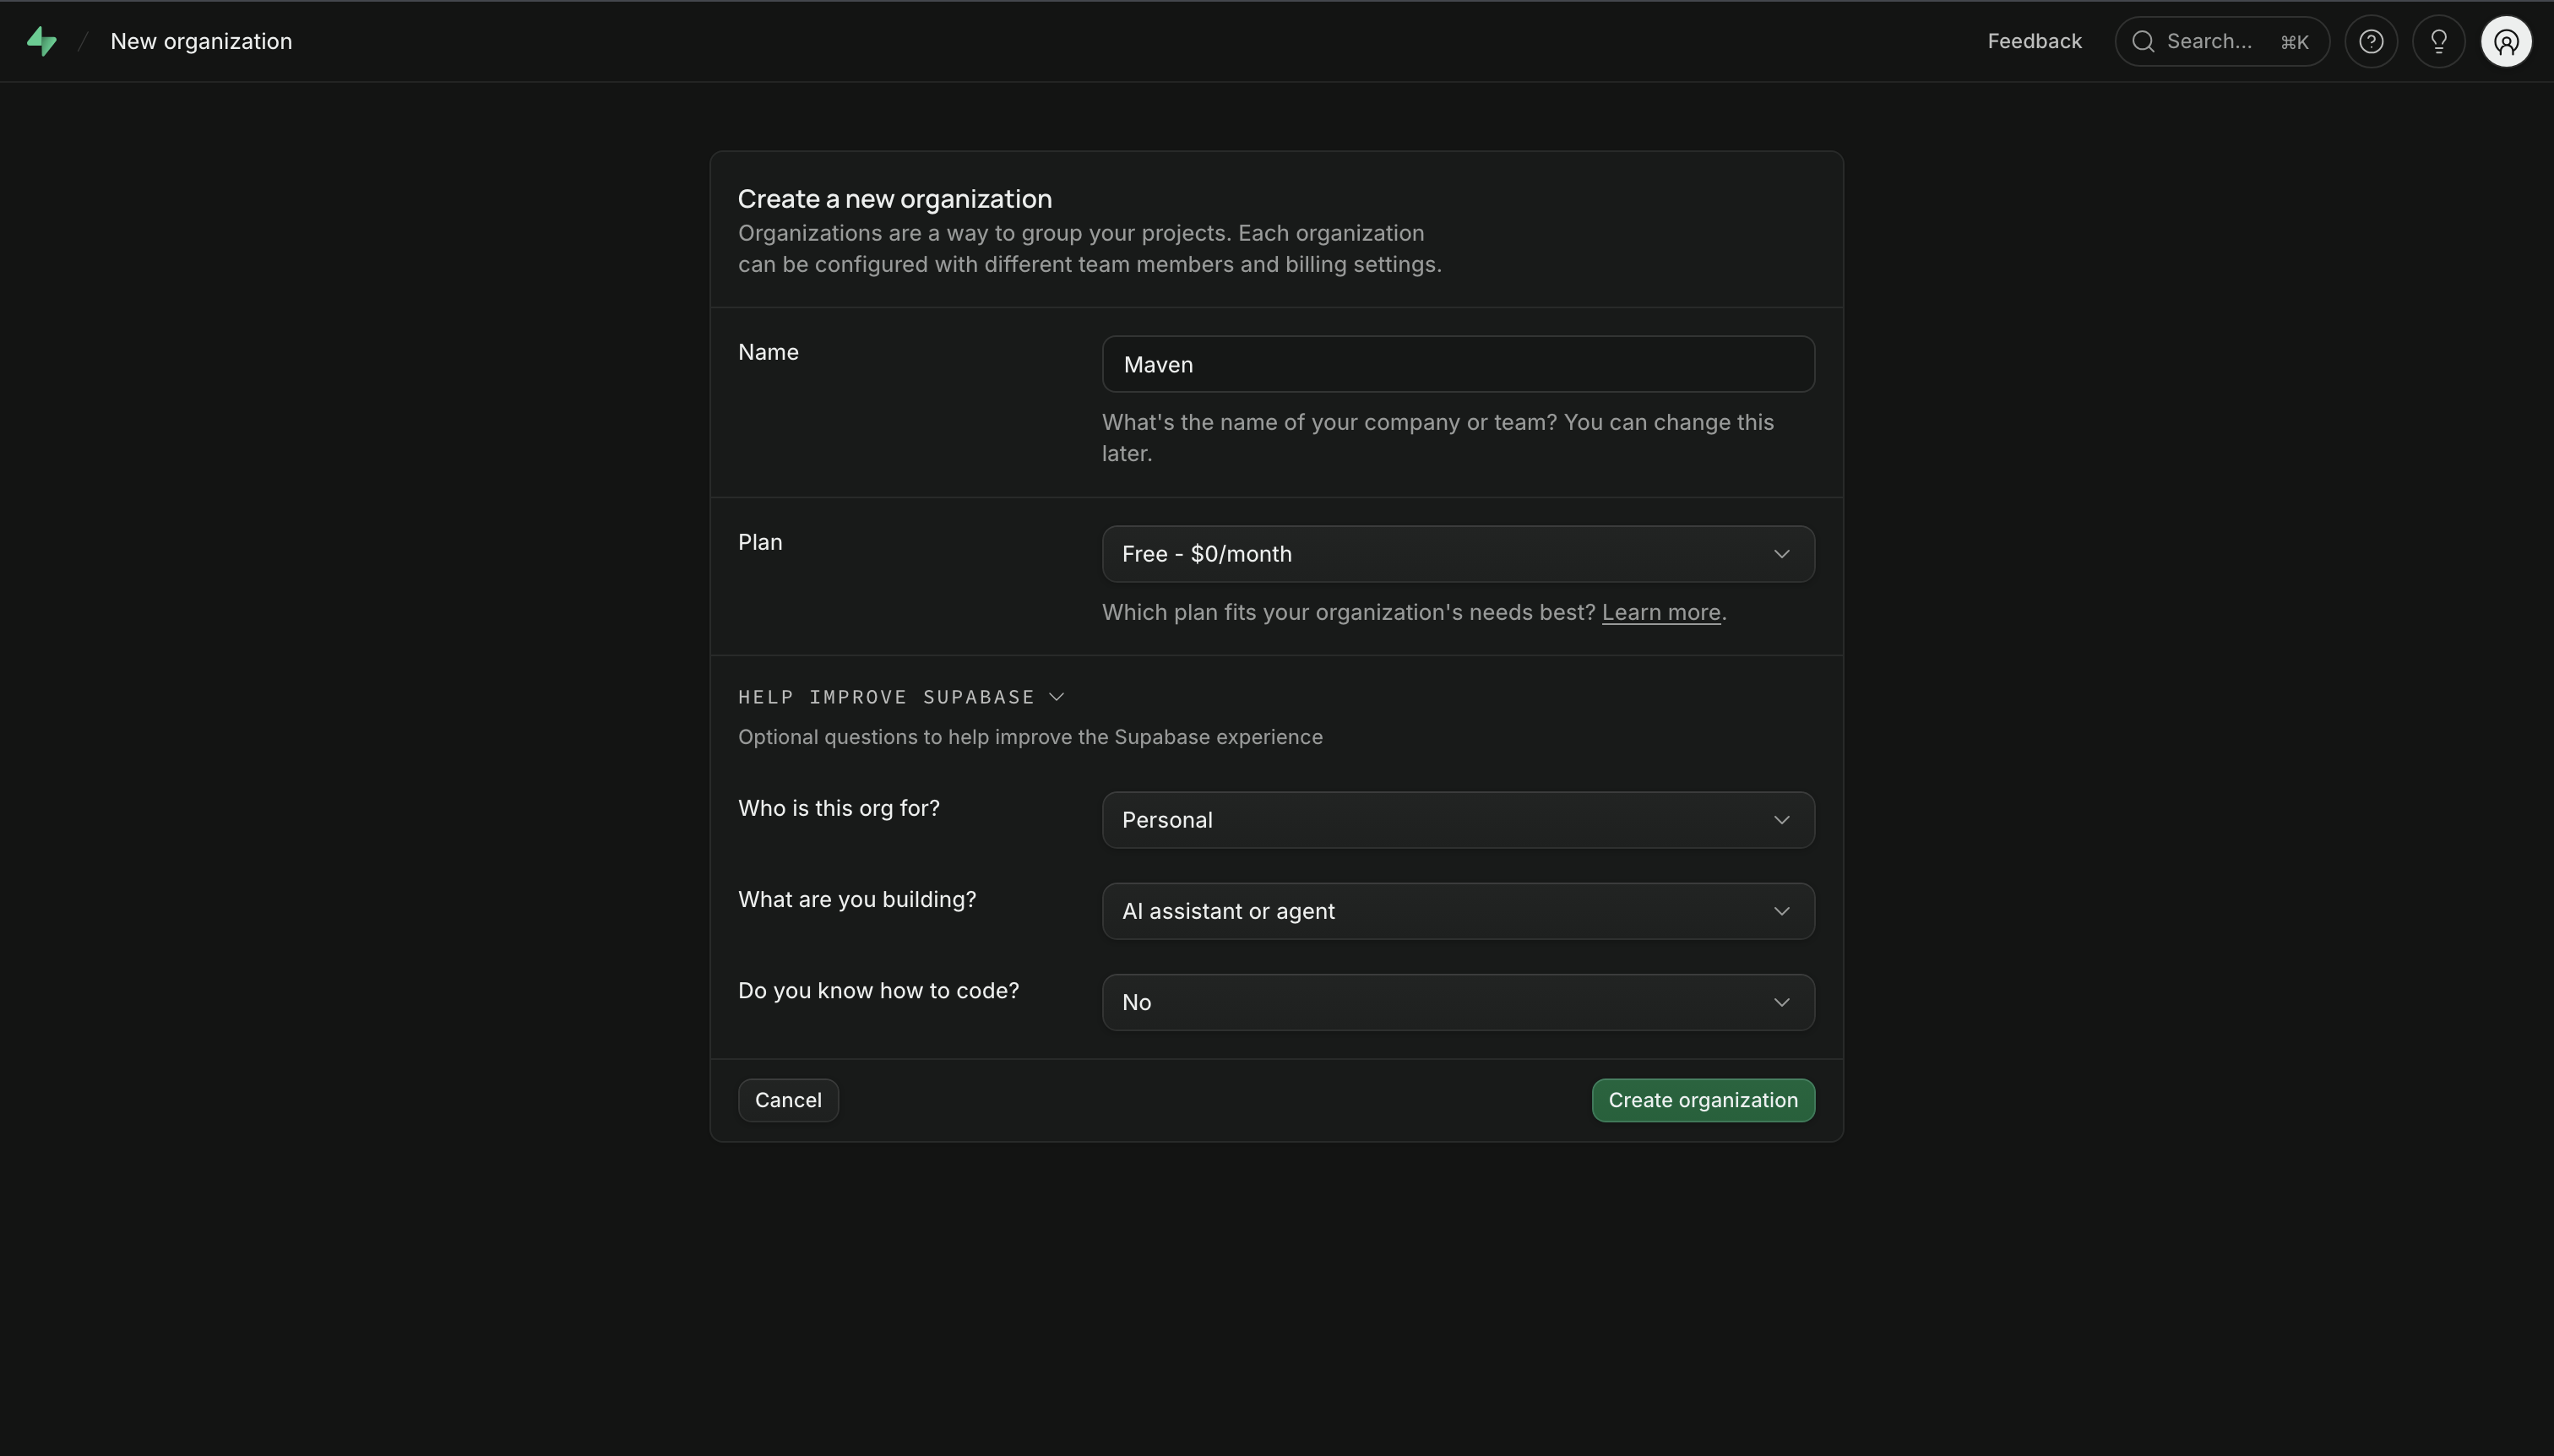 New organization
Feedback
Search... ⌘K
Create a new organization
Organizations are a way to group your projects. Each organization
can be configured with different team members and billing settings.
Name
Maven
What's the name of your company or team? You can change this
later.
Plan
Free - $0/month
Which plan fits your organization's needs best? Learn more.
HELP IMPROVE SUPABASE
Optional questions to help improve the Supabase experience
Who is this org for?
Personal
What are you building?
AI assistant or agent
Do you know how to code?
No
Cancel
Create organization